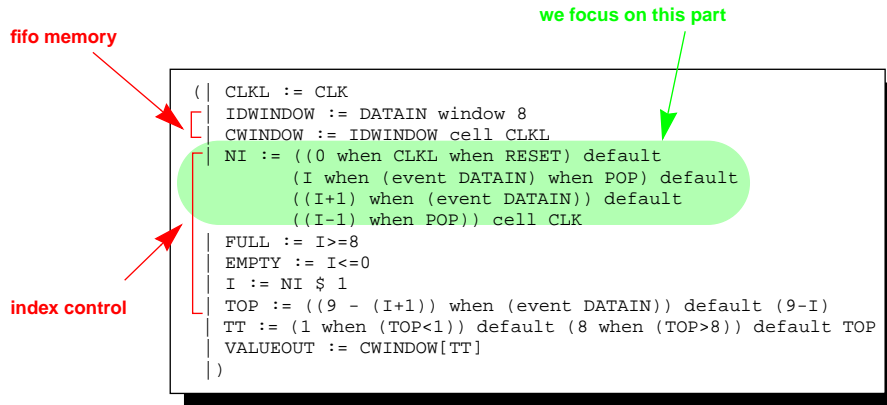 we focus on this part
fifo memory
(| CLKL := CLK
| IDWINDOW := DATAIN window 8
| CWINDOW := IDWINDOW cell CLKL
| NI := ((0 when CLKL when RESET) default
(I when (event DATAIN) when POP) default
((I+1) when (event DATAIN)) default
((I-1) when POP)) cell CLK
| FULL := I>=8
| EMPTY := I<=0
| I := NI $ 1
| TOP := ((9 - (I+1)) when (event DATAIN)) default (9-I)
| TT := (1 when (TOP<1)) default (8 when (TOP>8)) default TOP
| VALUEOUT := CWINDOW[TT]
|)
index control